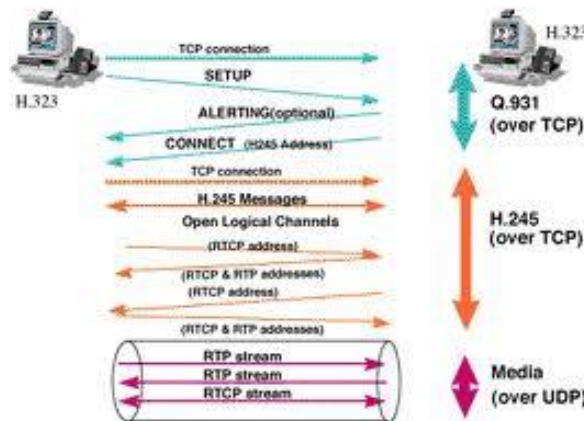 H.323
H.323
TCP connection
SETUP
ALERTING(optional)
CONNECT (H245 Address)
Q.931
(over TCP)
TCP connection
H.245 Messages
Open Logical Channels
(RTCP address)
(RTCP & RTP addresses)
(RTCP address)
(RTCP & RTP addresses)
H.245
(over TCP)
RTP stream
RTP stream
RTCP stream
Media
(over UDP)